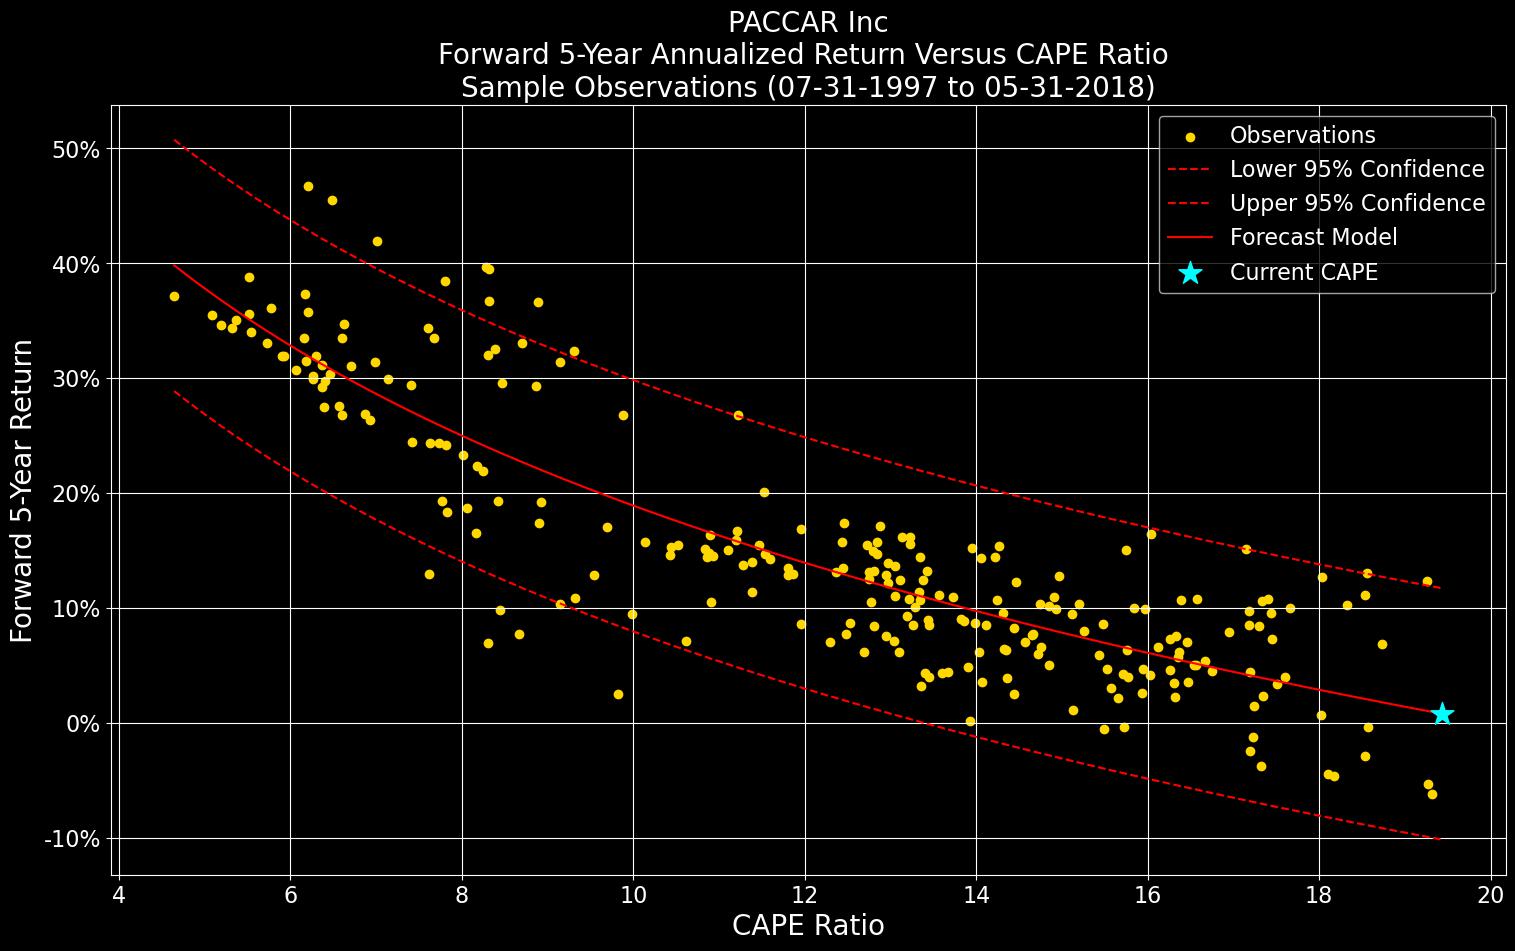 PACCAR Inc
Forward 5-Year Annualized Return Versus CAPE Ratio
Sample Observations (07-31-1997 to 05-31-2018)
Observations
Lower 95% Confidence
Upper 95% Confidence
Forecast Model
Current CAPE
Forward 5-Year Return
50%
40%
30%
20%
10%
0%
-10%
4 6 8 10 12 14 16 18 20
CAPE Ratio